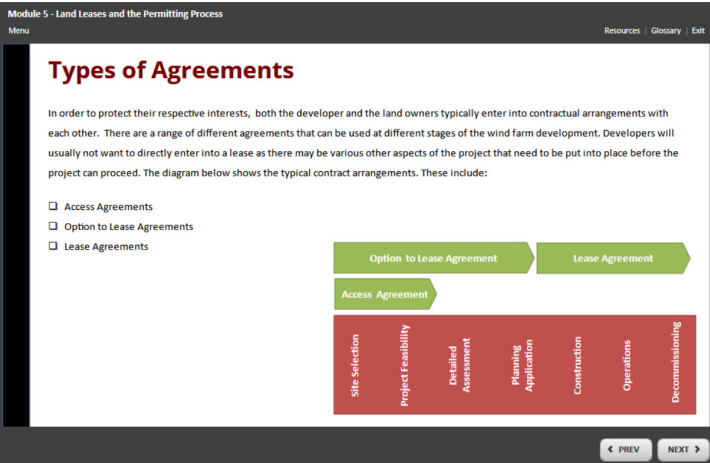 Module 5 - Land Leases and the Permitting Process
Menu
Resources | Glossary | Exit
Types of Agreements
In order to protect their respective interests, both the developer and the land owners typically enter into contractual arrangements with
each other. There are a range of different agreements that can be used at different stages of the wind farm development. Developers will
usually not want to directly enter into a lease as there may be various other aspects of the project that need to be put into place before the
project can proceed. The diagram below shows the typical contract arrangements. These include:
❑ Access Agreements
❑ Option to Lease Agreements
❑ Lease Agreements
Option to Lease Agreement
Lease Agreement
Access Agreement
Site Selection
Project Feasibility
Detailed
Assessment
Planning
Application
Construction
Operations
Decommissioning
PREV
NEXT